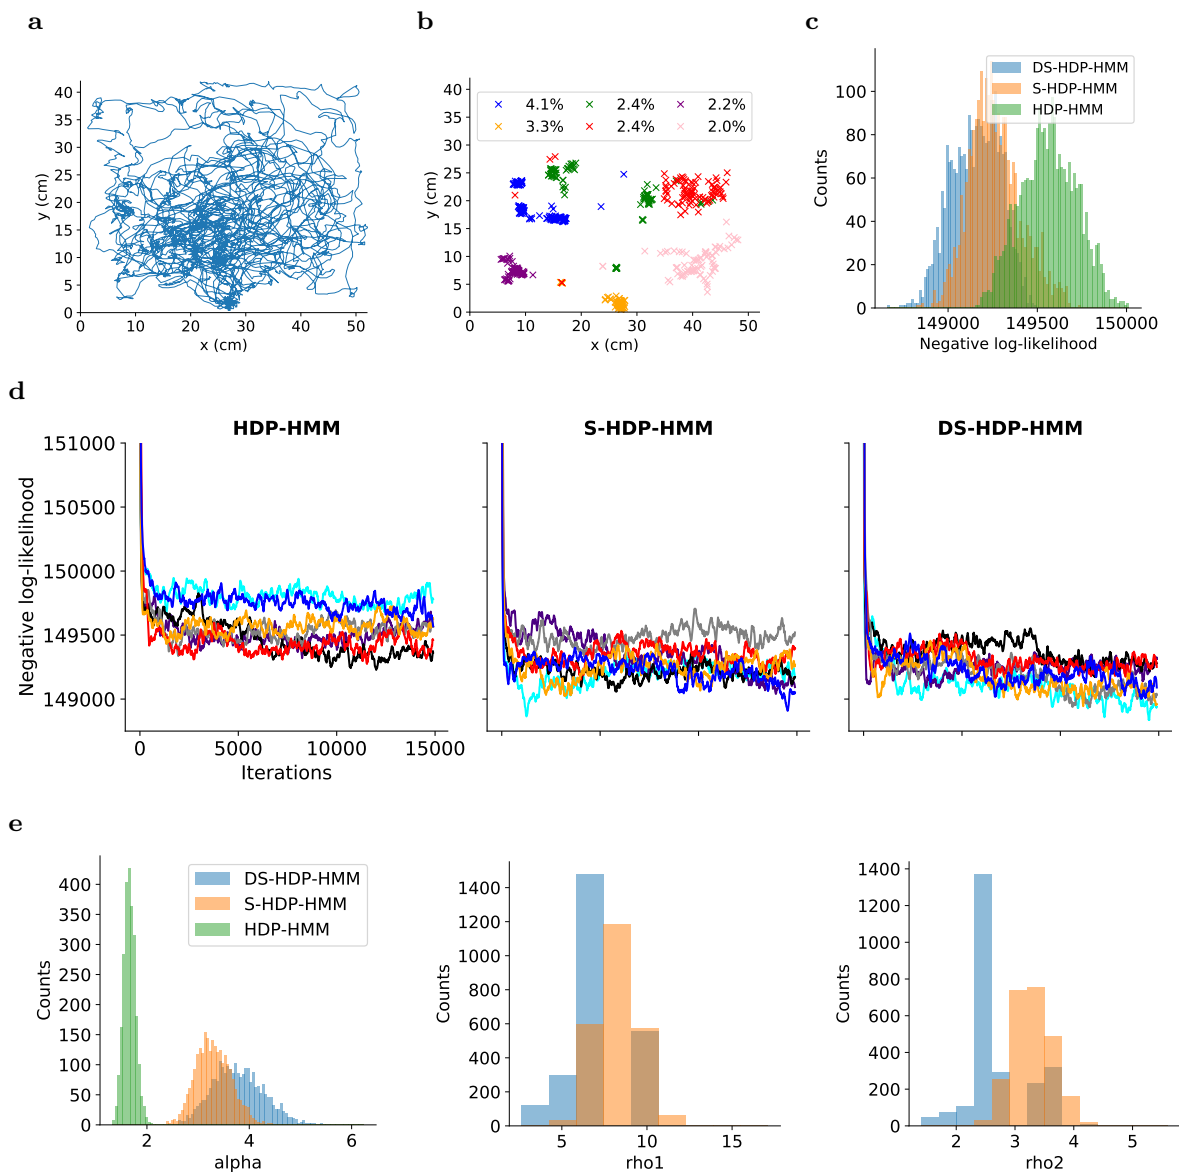 a
b
c
40
35
30
25
20
15
10
5
0
y (cm)
0 10 20 30 40 50
x (cm)
40
35
30
25
20
15
10
5
0
y (cm)
4.1% 2.4% 2.2%
3.3% 2.4% 2.0%
0 10 20 30 40 50
x (cm)
100
80
60
40
20
0
Counts
DS-HDP-HMM
S-HDP-HMM
HDP-HMM
149000 149500 150000
Negative log-likelihood
d
HDP-HMM
S-HDP-HMM
DS-HDP-HMM
151000
150500
150000
149500
149000
Negative log-likelihood
0 5000 10000 15000
Iterations
e
400
350
300
250
200
150
100
50
0
Counts
DS-HDP-HMM
S-HDP-HMM
HDP-HMM
2 4 6
alpha
1400
1200
1000
800
600
400
200
0
Counts
5 10 15
rho1
1400
1200
1000
800
600
400
200
0
Counts
2 3 4 5
rho2